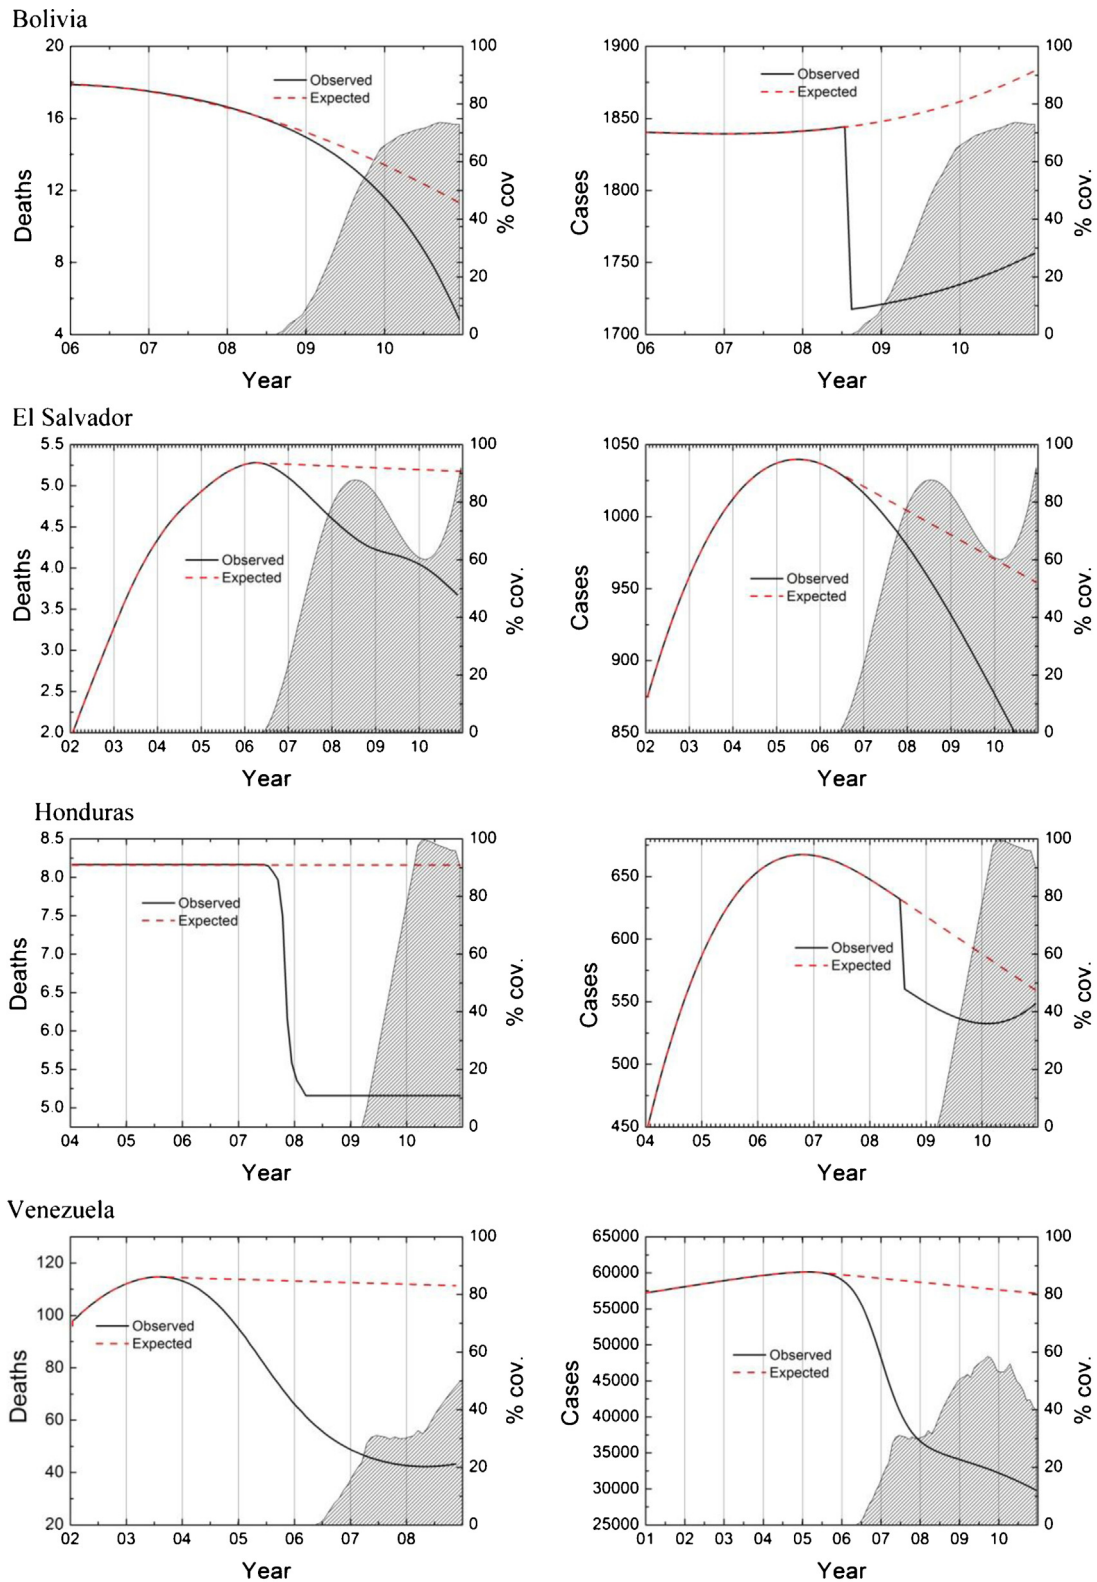 Bolivia
20
16
12
8
4
Deaths
Observed
Expected
100
80
60
40
20
0
% cov
06 07 08 09 10
Year
1900
1850
1800
1750
1700
Cases
Observed
Expected
100
80
60
40
20
0
% cov.
06 07 08 09 10
Year
El Salvador
5.5
5.0
4.5
4.0
3.5
3.0
2.5
2.0
Deaths
Observed
Expected
100
80
60
40
20
0
% cov.
02 03 04 05 06 07 08 09 10
Year
1050
1000
950
900
850
Cases
Observed
Expected
100
80
60
40
20
0
% cov.
02 03 04 05 06 07 08 09 10
Year
Honduras
8.5
8.0
7.5
7.0
6.5
6.0
5.5
5.0
Deaths
Observed
Expected
100
80
60
40
20
0
% cov.
04 05 06 07 08 09 10
Year
650
600
550
500
450
Cases
Observed
Expected
100
80
60
40
20
0
% cov.
04 05 06 07 08 09 10
Year
Venezuela
120
100
80
60
40
20
Deaths
Observed
Expected
100
80
60
40
20
0
% cov.
02 03 04 05 06 07 08
Year
65000
60000
55000
50000
45000
40000
35000
30000
25000
Cases
Observed
Expected
100
80
60
40
20
0
% cov.
01 02 03 04 05 06 07 08 09 10
Year